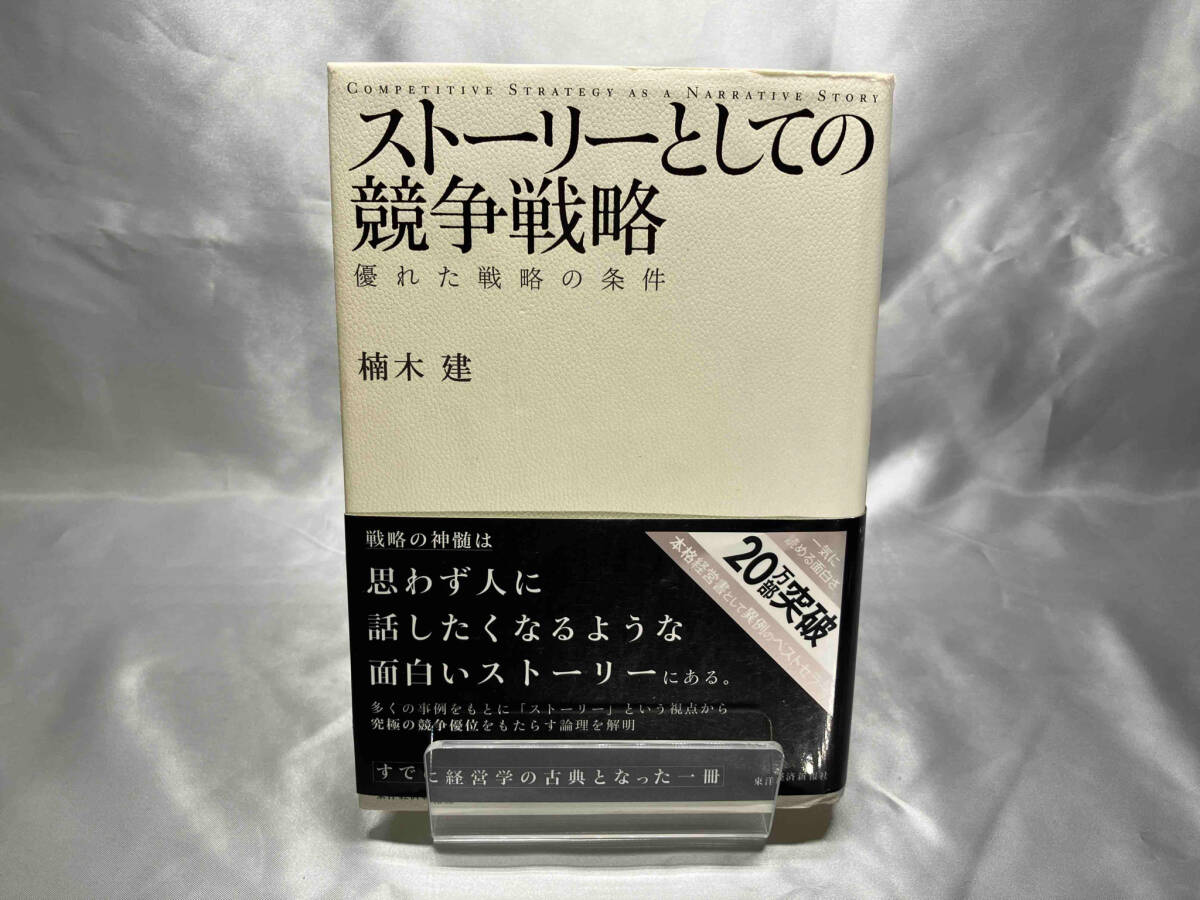 COMPETITIVE STRATEGY AS A NARRATIVE STORY
ストーリーとしての
競争戦略
優れた戦略の条件
楠木 建
戦略の神髄は
思わず人に
話したくなるような
面白いストーリーにある。
多くの事例をもとに「ストーリー」という視点から
究極の競争優位をもたらす論理を解明
すでに経営学の古典となった一冊
一気に
読める面白さ
20万部突破
本格経営書として異例のベストセ
東洋経済新報社